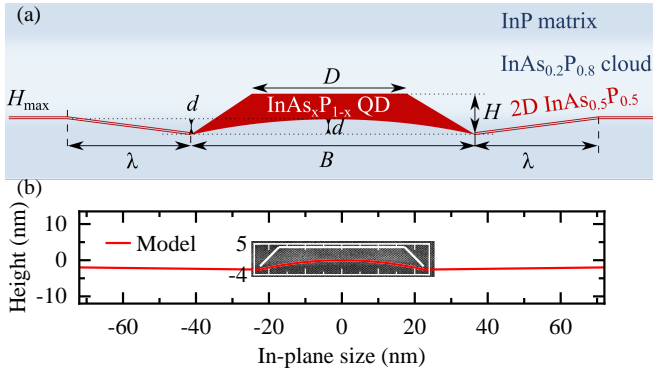 (a)
InP matrix
InAs0.2P0.8 cloud
D
Hmax
d
InAsxP1-x QD
H
2D InAs0.5P0.5
d
λ
B
λ
(b)
10
Model
5
0
-4
-10
Height (nm)
-60 -40 -20 0 20 40 60
In-plane size (nm)